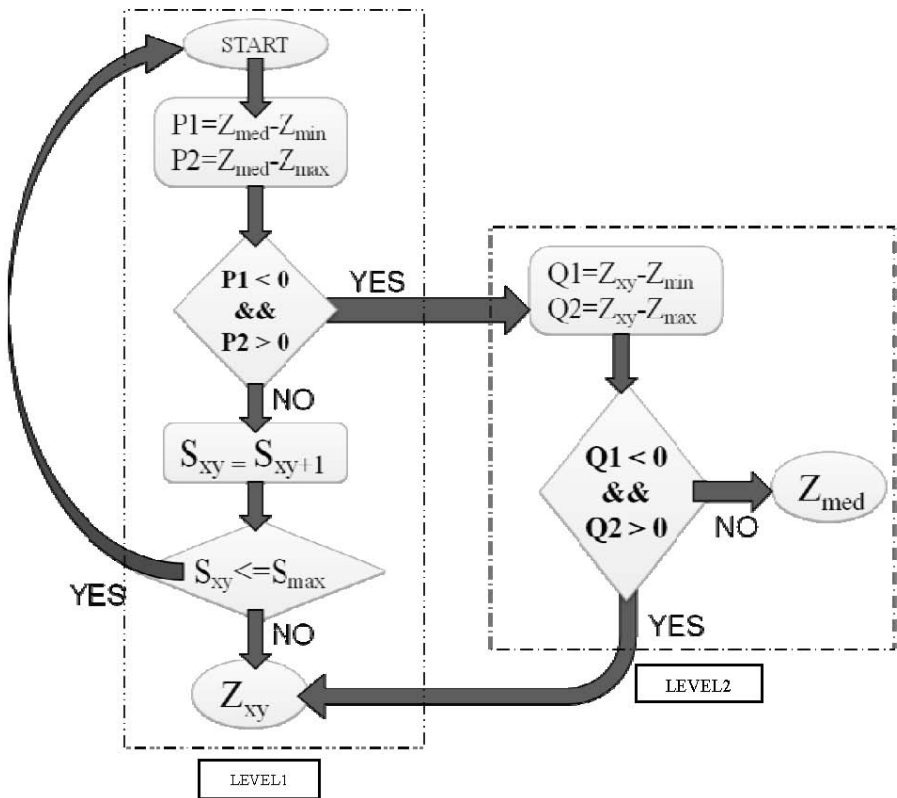 START
P1=Zmed-Zmin
P2=Zmed-Zmax
P1 < 0
&&
P2 > 0
YES
NO
Sxy = Sxy+1
Sxy<=Smax
YES
NO
Zxy
LEVEL1
Q1=Zxy-Zmin
Q2=Zxy-Zmax
Q1 < 0
&&
Q2 > 0
NO
Zmed
YES
LEVEL2